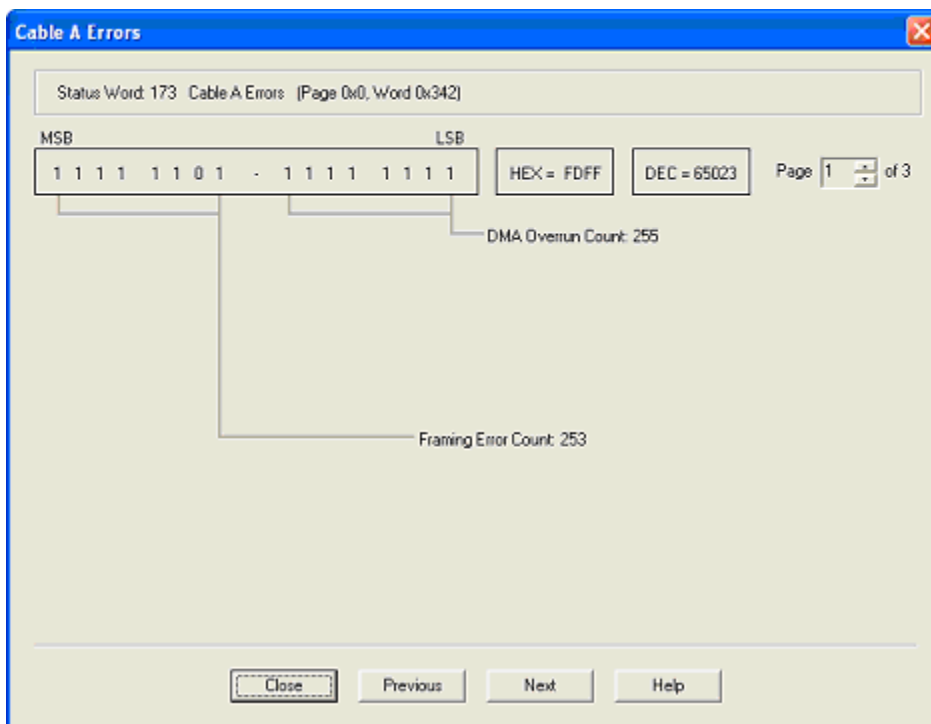 Cable A Errors
Status Word: 173 Cable A Errors (Page 0x0, Word 0x342)
MSB LSB
1 1 1 1 1 1 0 1 - 1 1 1 1 1 1 1 1 HEX = FDFF DEC = 65023 Page 1 of 3
DMA Overrun Count: 255
Framing Error Count: 253
Close Previous Next Help